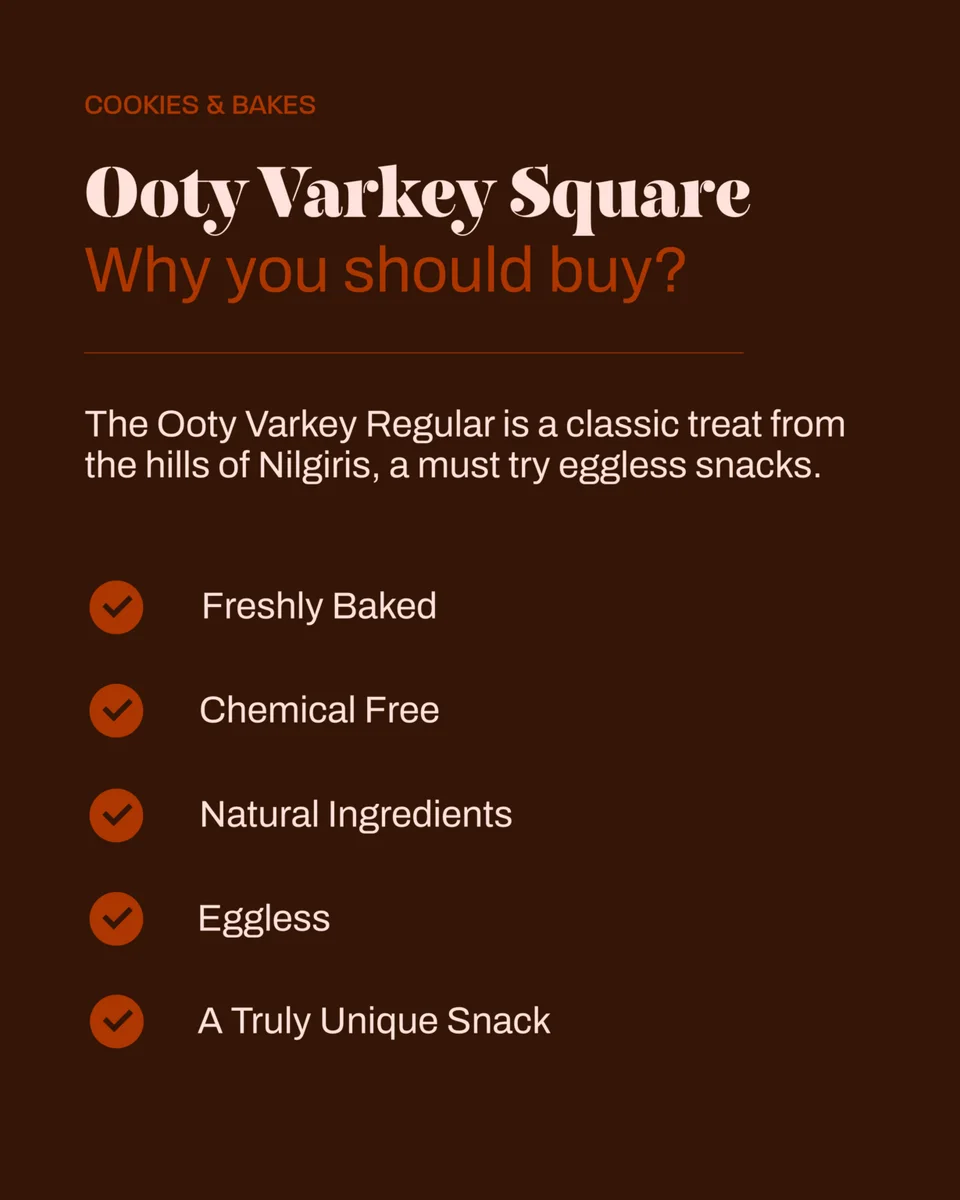 COOKIES & BAKES
Ooty Varkey Square
Why you should buy?
The Ooty Varkey Regular is a classic treat from
the hills of Nilgiris, a must try eggless snacks.
Freshly Baked
Chemical Free
Natural Ingredients
Eggless
A Truly Unique Snack